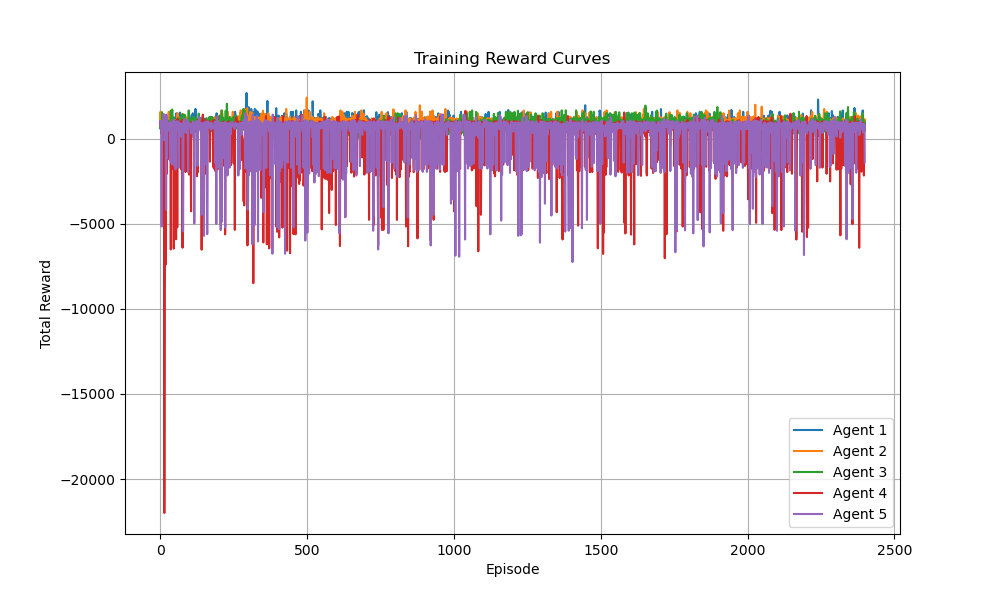 Training Reward Curves
Total Reward
0
−5000
−10000
−15000
−20000
0
500
1000
1500
2000
2500
Episode
Agent 1
Agent 2
Agent 3
Agent 4
Agent 5